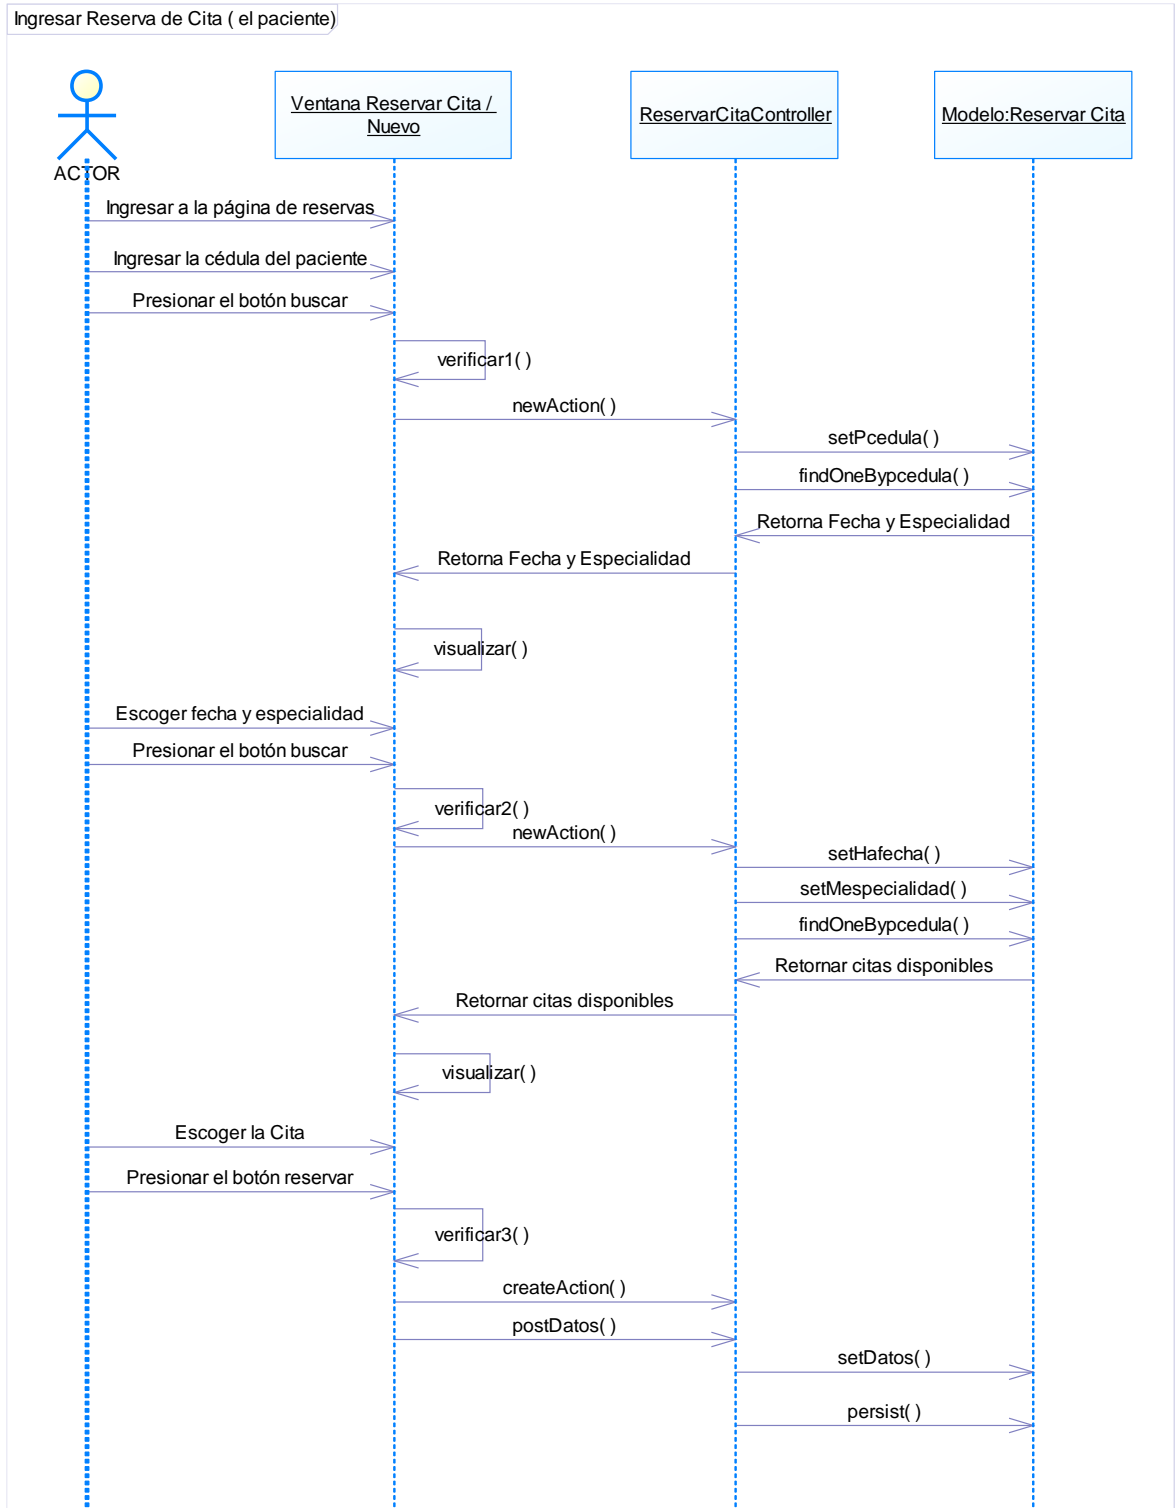 Ingresar Reserva de Cita ( el paciente)
Ventana Reservar Cita /
Nuevo
ReservarCitaController
Modelo:Reservar Cita
ACTOR
Ingresar a la página de reservas
Ingresar la cédula del paciente
Presionar el botón buscar
verificar1( )
newAction( )
setPcedula( )
findOneBypcedula( )
Retorna Fecha y Especialidad
Retorna Fecha y Especialidad
visualizar( )
Escoger fecha y especialidad
Presionar el botón buscar
verificar2( )
newAction( )
setHafecha( )
setMespecialidad( )
findOneBypcedula( )
Retornar citas disponibles
Retornar citas disponibles
visualizar( )
Escoger la Cita
Presionar el botón reservar
verificar3( )
createAction( )
postDatos( )
setDatos( )
persist( )